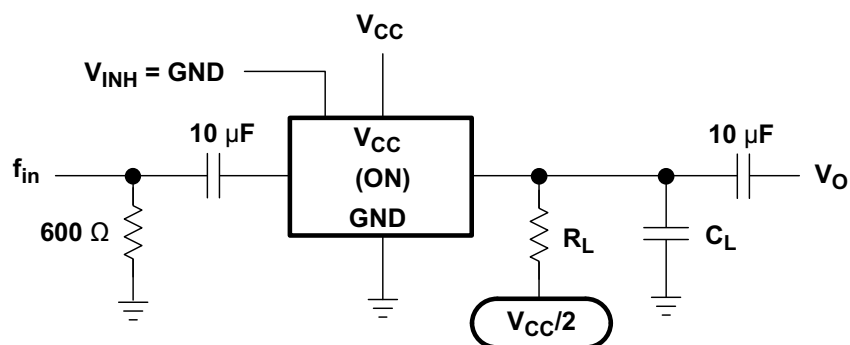 VCC
VINH = GND
10 µF
VCC
10 µF
fin
(ON)
VO
GND
600 Ω
RL
CL
VCC/2